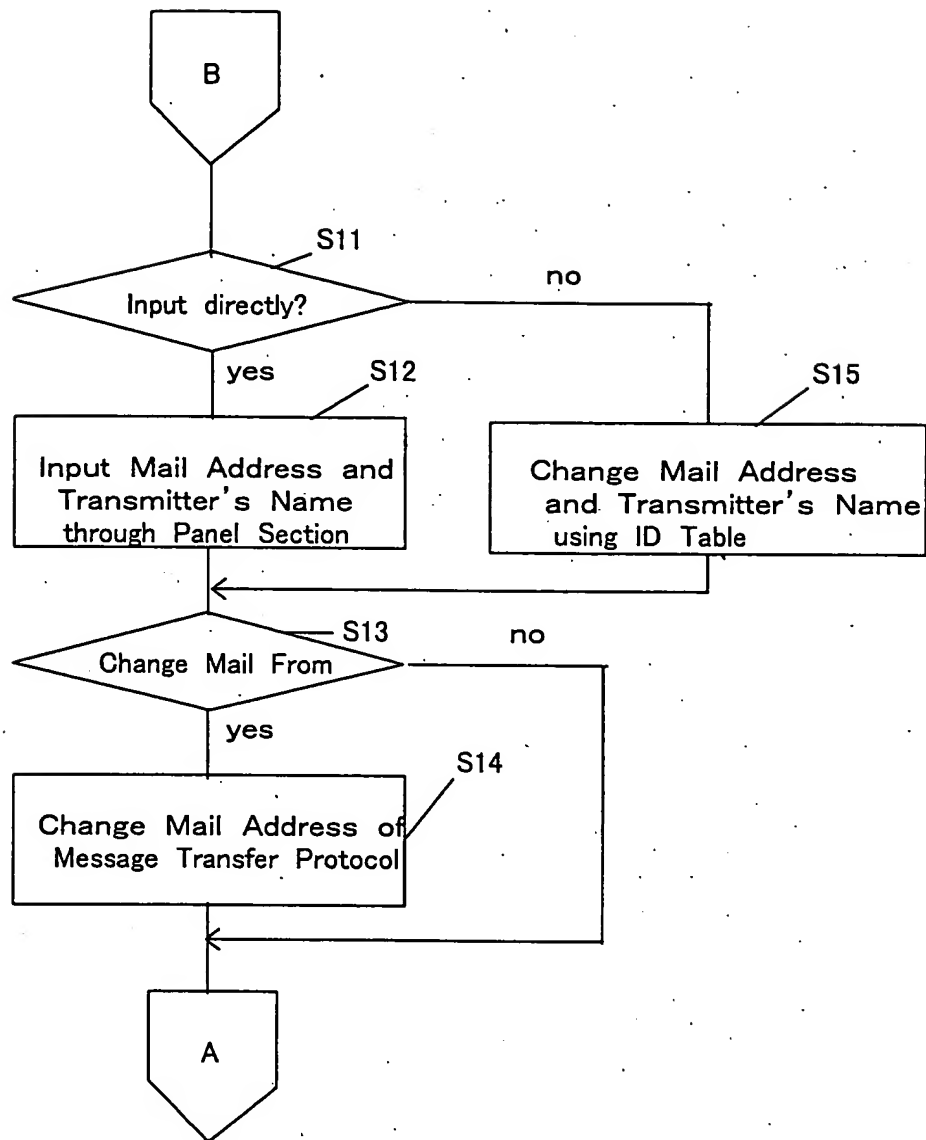 B
S11
Input directly?
no
yes
S12
Input Mail Address and
Transmitter's Name
through Panel Section
S15
Change Mail Address
and Transmitter's Name
using ID Table
S13
Change Mail From
no
yes
S14
Change Mail Address of
Message Transfer Protocol
A